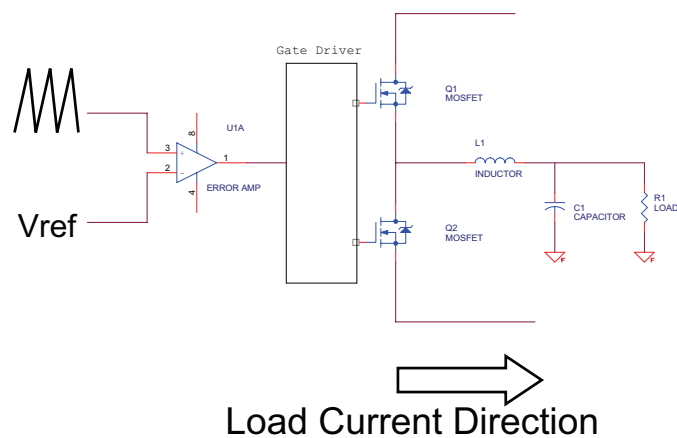 Gate Driver
Q1
MOSFET
U1A
8
3
+
1
2
-
4
ERROR AMP
Vref
L1
INDUCTOR
C1
CAPACITOR
R1
LOAD
F
F
Q2
MOSFET
Load Current Direction